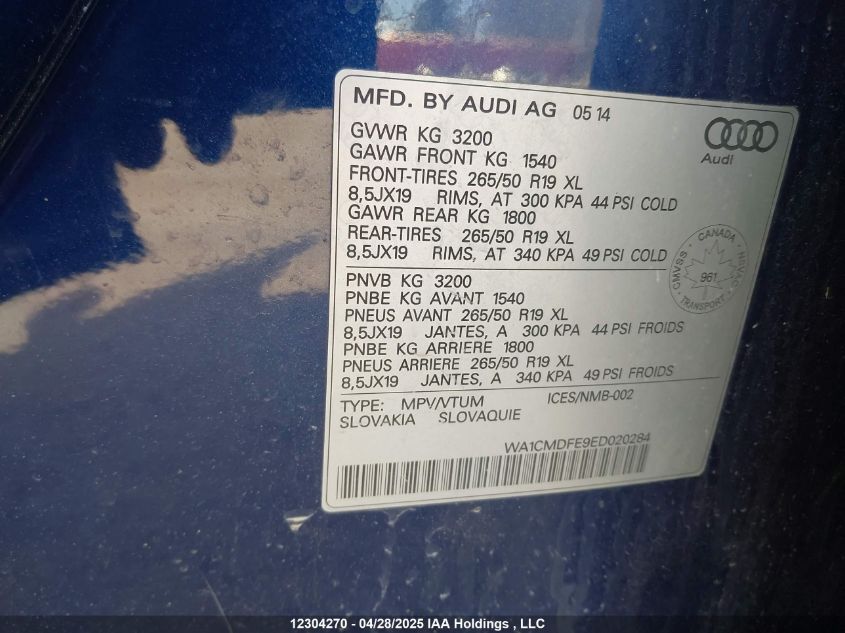 MFD. BY AUDI AG 05 14
Audi
GVWR KG 3200
GAWR FRONT KG 1540
FRONT-TIRES 265/50 R19 XL
8,5JX19 RIMS, AT 300 KPA 44 PSI COLD
GAWR REAR KG 1800
REAR-TIRES 265/50 R19 XL
8,5JX19 RIMS, AT 340 KPA 49 PSI COLD
CANADA
CMVSS 961 NSVAC
TRANSPORT
PNVB KG 3200
PNBE KG AVANT 1540
PNEUS AVANT 265/50 R19 XL
8,5JX19 JANTES, A 300 KPA 44 PSI FROIDS
PNBE KG ARRIERE 1800
PNEUS ARRIERE 265/50 R19 XL
8,5JX19 JANTES, A 340 KPA 49 PSI FROIDS
TYPE: MPV/VTUM ICES/NMB-002
SLOVAKIA SLOVAQUIE
WA1CMDFE9ED020284
12304270 - 04/28/2025 IAA Holdings , LLC